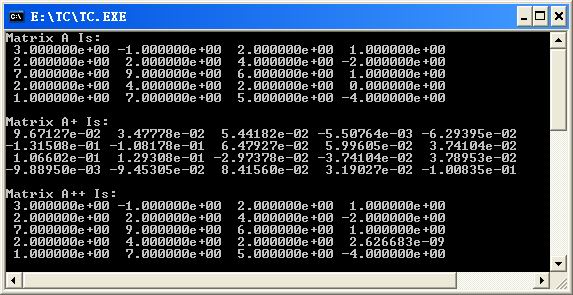 E:\TC\TC.EXE
Matrix A Is:
3.000000e+00 -1.000000e+00 2.000000e+00 1.000000e+00
2.000000e+00 2.000000e+00 4.000000e+00 -2.000000e+00
7.000000e+00 9.000000e+00 6.000000e+00 1.000000e+00
2.000000e+00 4.000000e+00 2.000000e+00 0.000000e+00
1.000000e+00 7.000000e+00 5.000000e+00 -4.000000e+00
Matrix A+ Is:
9.67127e-02 3.47778e-02 5.44182e-02 -5.50764e-03 -6.29395e-02
-1.31508e-01 -1.08178e-01 6.47927e-02 5.99605e-02 3.74104e-02
1.06602e-01 1.29308e-01 -2.97378e-02 -3.74104e-02 3.78953e-02
-9.88950e-03 -9.45305e-02 8.41560e-02 3.19027e-02 -1.00835e-01
Matrix A++ Is:
3.000000e+00 -1.000000e+00 2.000000e+00 1.000000e+00
2.000000e+00 2.000000e+00 4.000000e+00 -2.000000e+00
7.000000e+00 9.000000e+00 6.000000e+00 1.000000e+00
2.000000e+00 4.000000e+00 2.000000e+00 2.626683e-09
1.000000e+00 7.000000e+00 5.000000e+00 -4.000000e+00